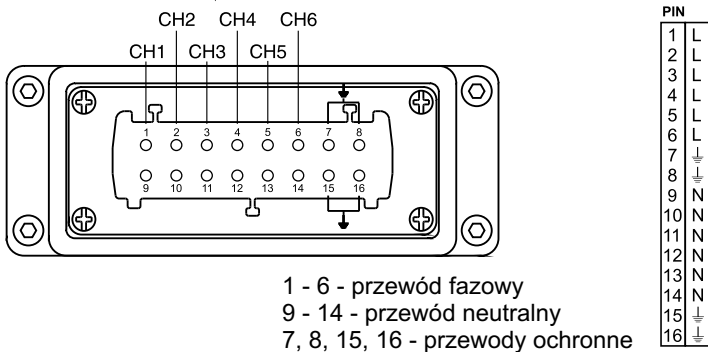 CH2 CH4 CH6
CH1 CH3 CH5
1 2 3 4 5 6 7 8
9 10 11 12 13 14 15 16
1 - 6 - przewód fazowy
9 - 14 - przewód neutralny
7, 8, 15, 16 - przewody ochronne
PIN
1 L
2 L
3 L
4 L
5 L
6 L
7 ⏚
8 ⏚
9 N
10 N
11 N
12 N
13 N
14 N
15 ⏚
16 ⏚